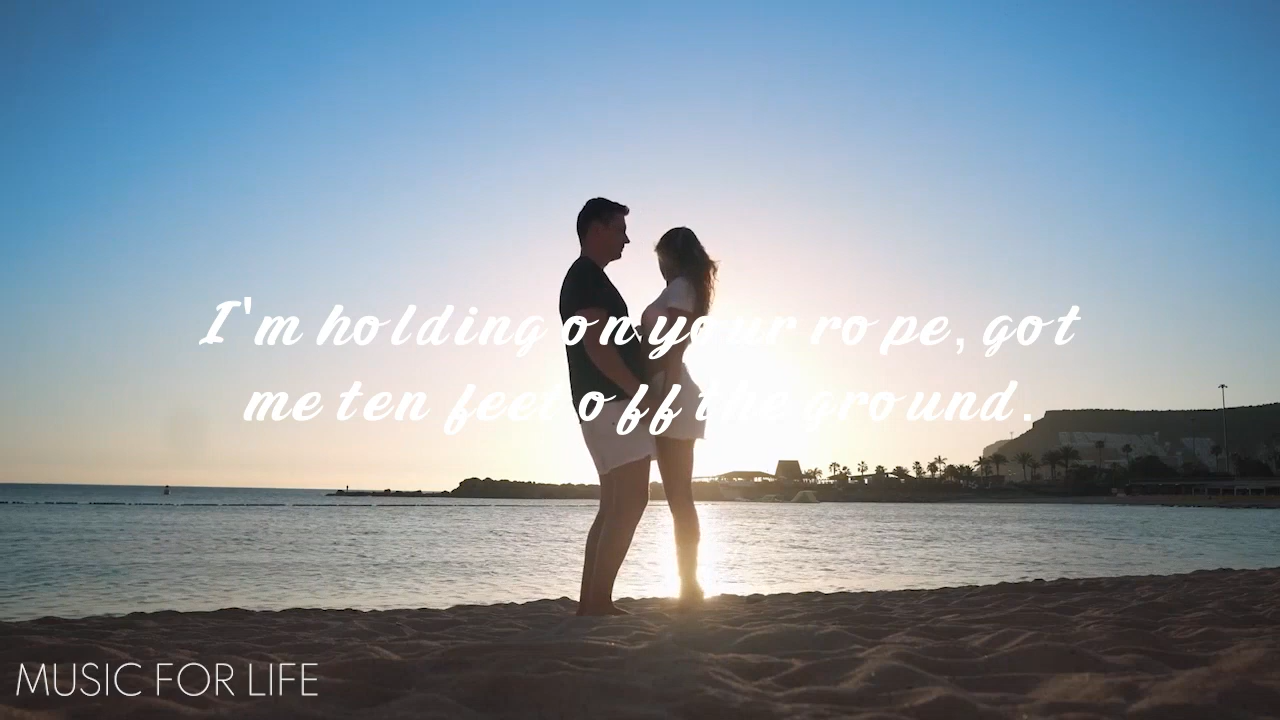 I'm holding on your rope, got
me ten feet off the ground.
MUSIC FOR LIFE